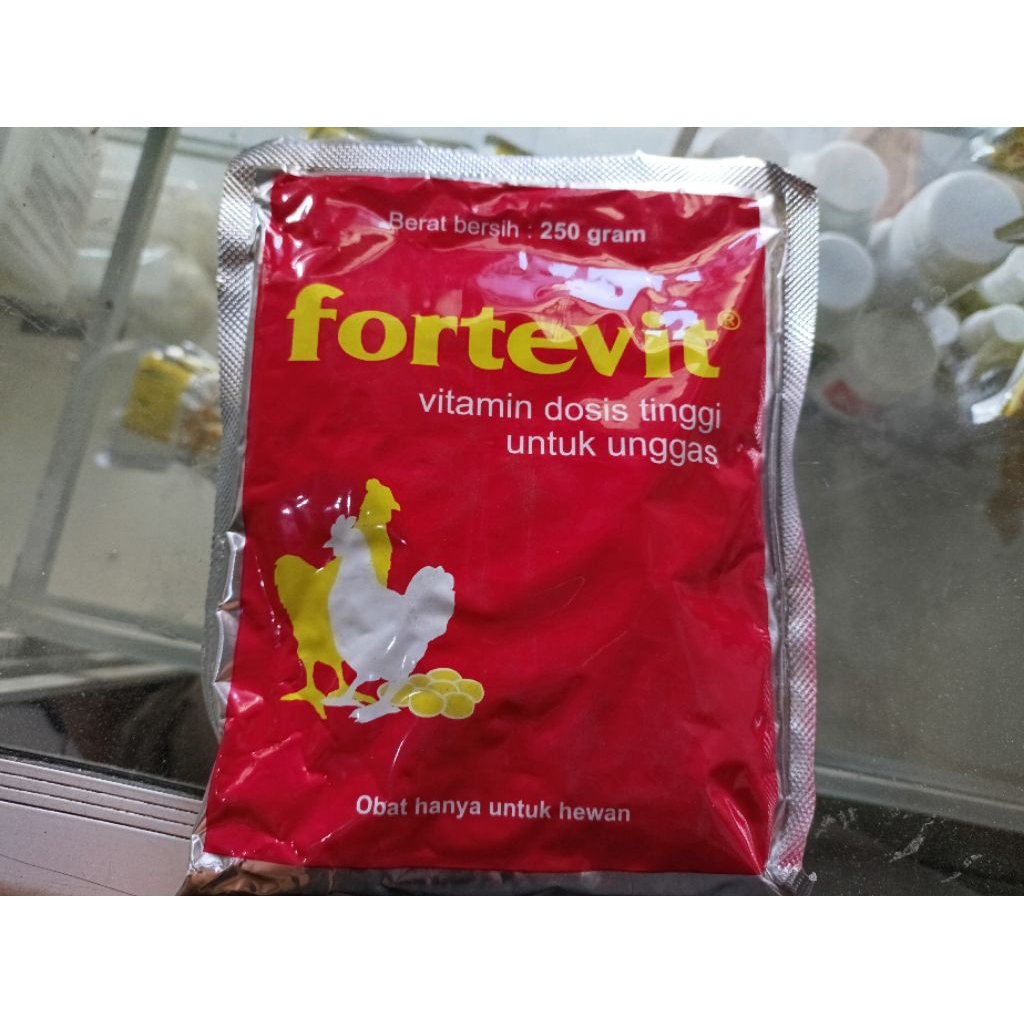 Berat bersih : 250 gram
fortevit®
vitamin dosis tinggi
untuk unggas
Obat hanya untuk hewan